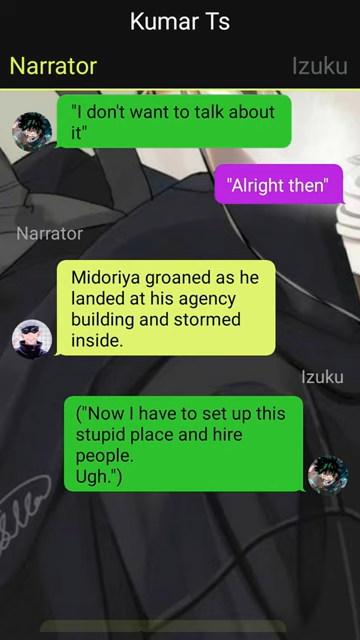 Kumar Ts
Narrator
Izuku
"I don't want to talk about
it"
"Alright then"
Narrator
Midoriya groaned as he
landed at his agency
building and stormed
inside.
Izuku
("Now I have to set up this
stupid place and hire
people.
Ugh.")